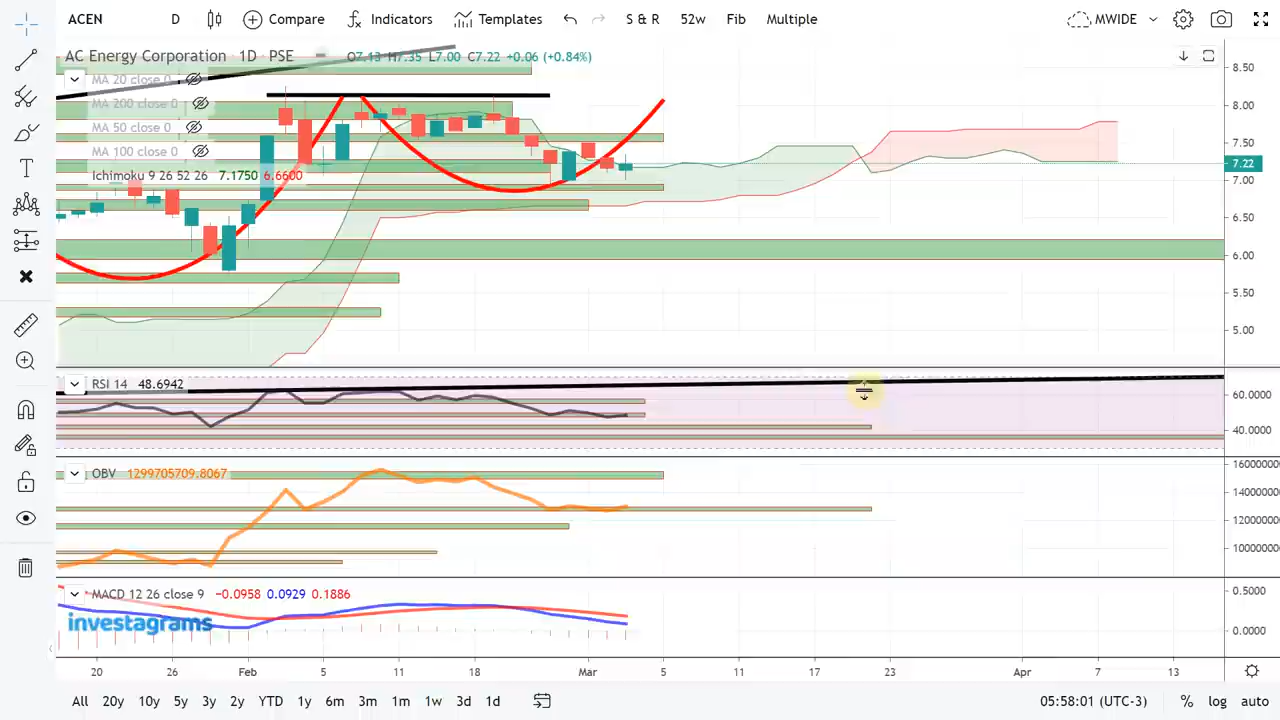 ACEN D Compare Indicators Templates S & R 52w Fib Multiple MWIDE
AC Energy Corporation · 1D · PSE O7.13 H7.35 L7.00 C7.22 +0.06 (+0.84%)
MA 20 close 0
MA 200 close 0
MA 50 close 0
MA 100 close 0
Ichimoku 9 26 52 26 7.1750 6.6600
8.50
8.00
7.50
7.22
7.00
6.50
6.00
5.50
5.00
RSI 14 48.6942
60.0000
40.0000
OBV 1299705709.8067
16000000
14000000
12000000
10000000
MACD 12 26 close 9 −0.0958 0.0929 0.1886
0.5000
0.0000
investagrams
20 26 Feb 5 11 18 Mar 5 11 17 23 Apr 7 13
All 20y 10y 5y 3y 2y YTD 1y 6m 3m 1m 1w 3d 1d 05:58:01 (UTC-3) % log auto